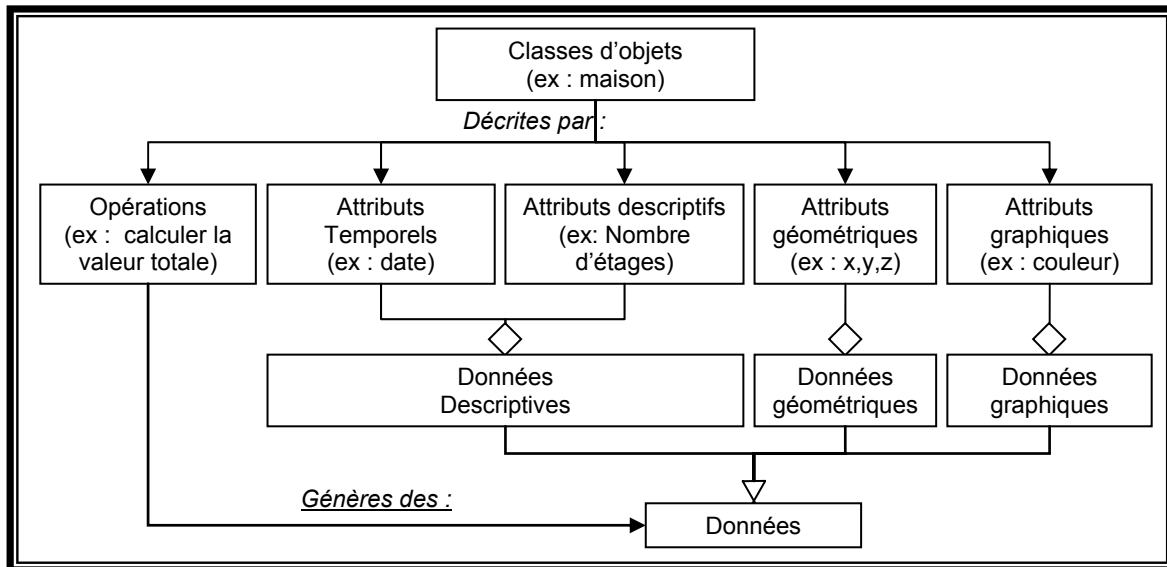 Classes d'objets
(ex : maison)
Décrites par :
Opérations
(ex :  calculer la
valeur totale)
Attributs
Temporels
(ex : date)
Attributs descriptifs
(ex: Nombre
d'étages)
Attributs
géométriques
(ex : x,y,z)
Attributs
graphiques
(ex : couleur)
Données
Descriptives
Données
géométriques
Données
graphiques
Génères des :
Données